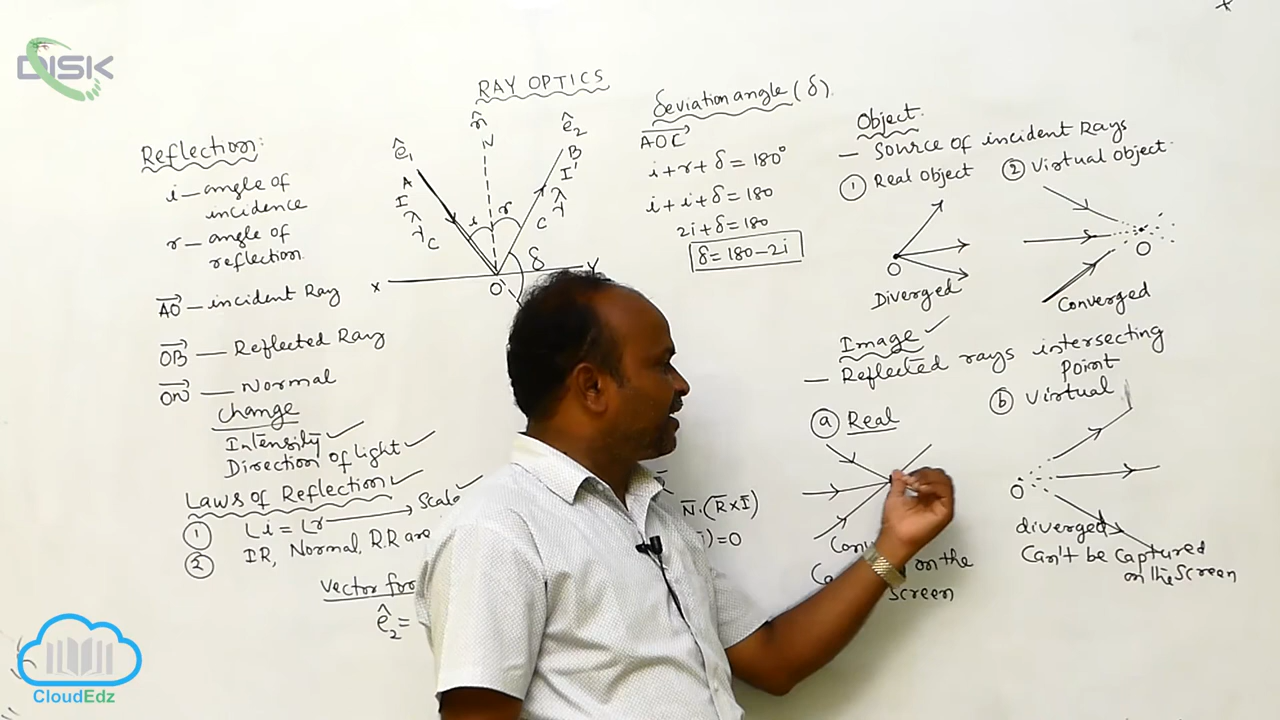 DISK
RAY OPTICS
Reflection:
i — angle of
incidence
r — angle of
reflection
AO — incident Ray
OB — Reflected Ray
ON — Normal
Change
Intensity ✓
Direction of light ✓
Laws of Reflection ✓
① ∠i = ∠r → Scale
② IR, Normal, R.R are
Vector for
ê₂ =
ê₁
A
I
λ
C
n̂
N
i
r
ê₂
B
I'
λ
C
δ
X
O
Y
deviation angle (δ).
AOC
i + r + δ = 180°
i + i + δ = 180
2i + δ = 180
δ = 180 - 2i
N̄ . (R̄ × Ī)
) = 0
Object
— Source of incident Rays
① Real Object
O
Diverged
② Virtual Object
O
Converged
Image ✓
— Reflected rays intersecting
Point
ⓐ Real
on the
Screen
ⓑ Virtual
O
diverged
Can't be Captured
on the Screen
CloudEdz